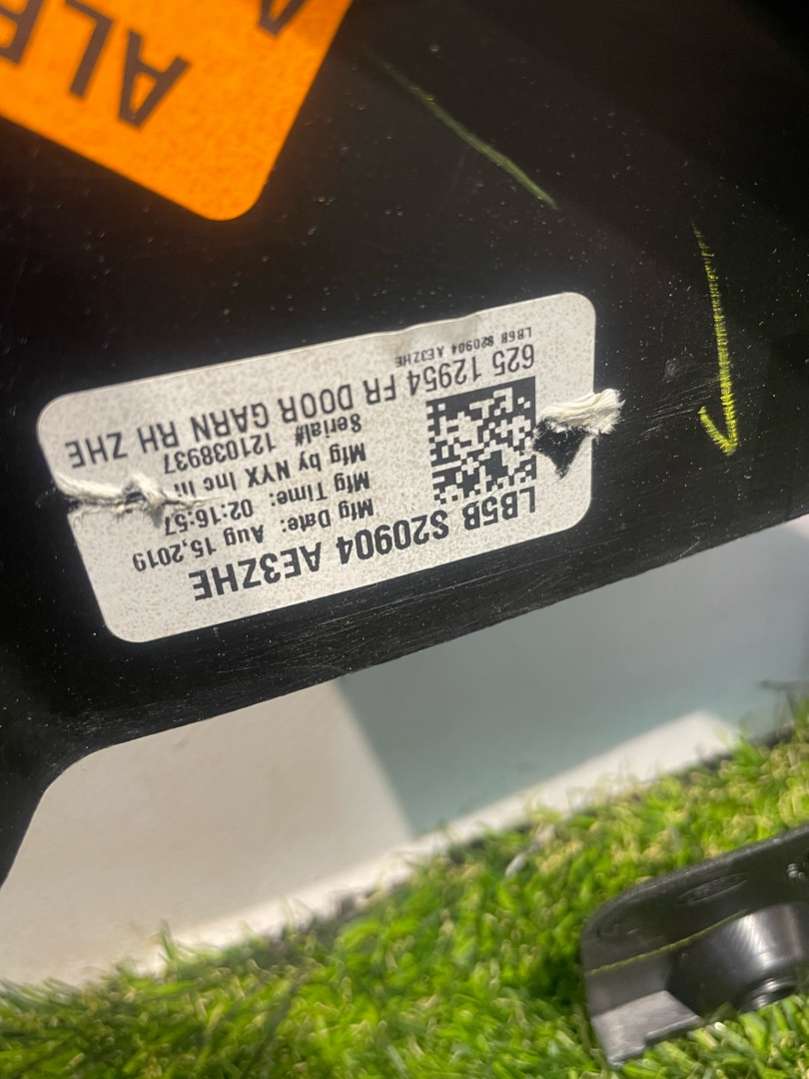 LB5B S20904 AE3ZHE
Mfg Date: Aug 15,2019
Mfg Time: 02:16:57
Mfg by NYX Inc
Serial# 121038937
625 12954 FR DOOR GARN RH ZHE
LB5B S20904 AE3ZHE